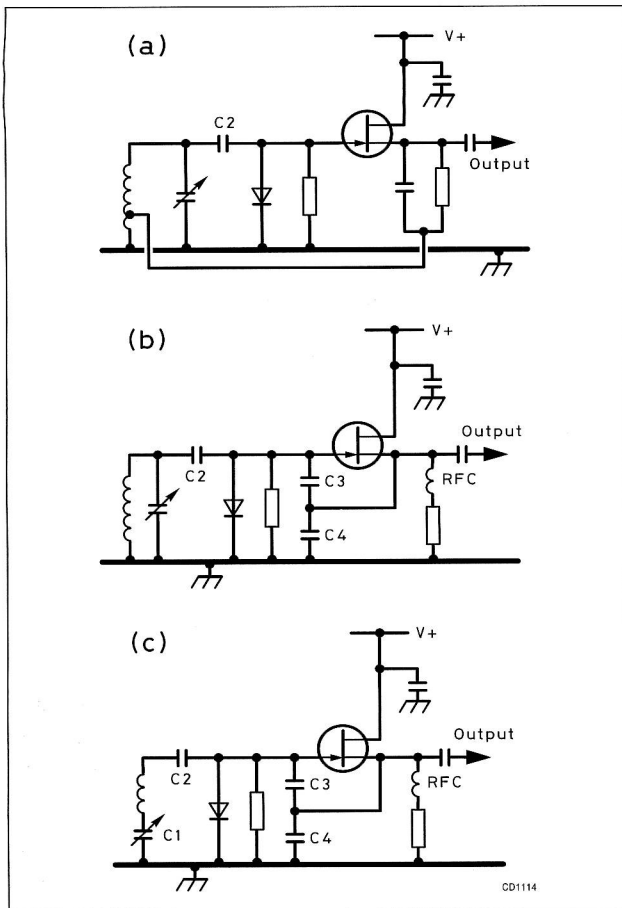 (a)
V+
C2
Output
(b)
V+
Output
C2
C3
RFC
C4
(c)
V+
Output
C2
C3
RFC
C1
C4
CD1114